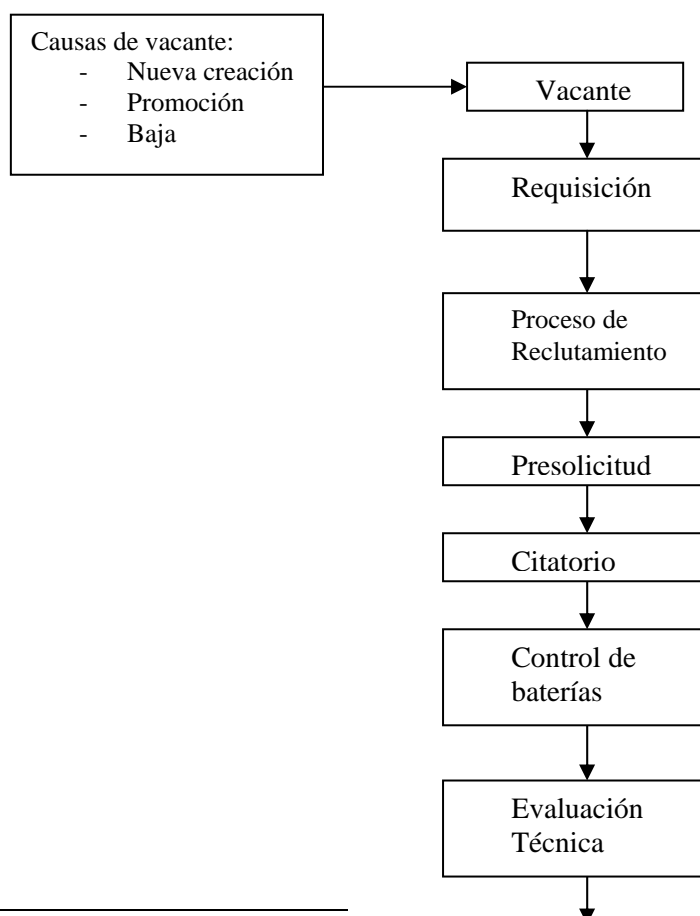 Causas de vacante:
- Nueva creación
- Promoción
- Baja
Vacante
Requisición
Proceso de
Reclutamiento
Presolicitud
Citatorio
Control de
baterías
Evaluación
Técnica